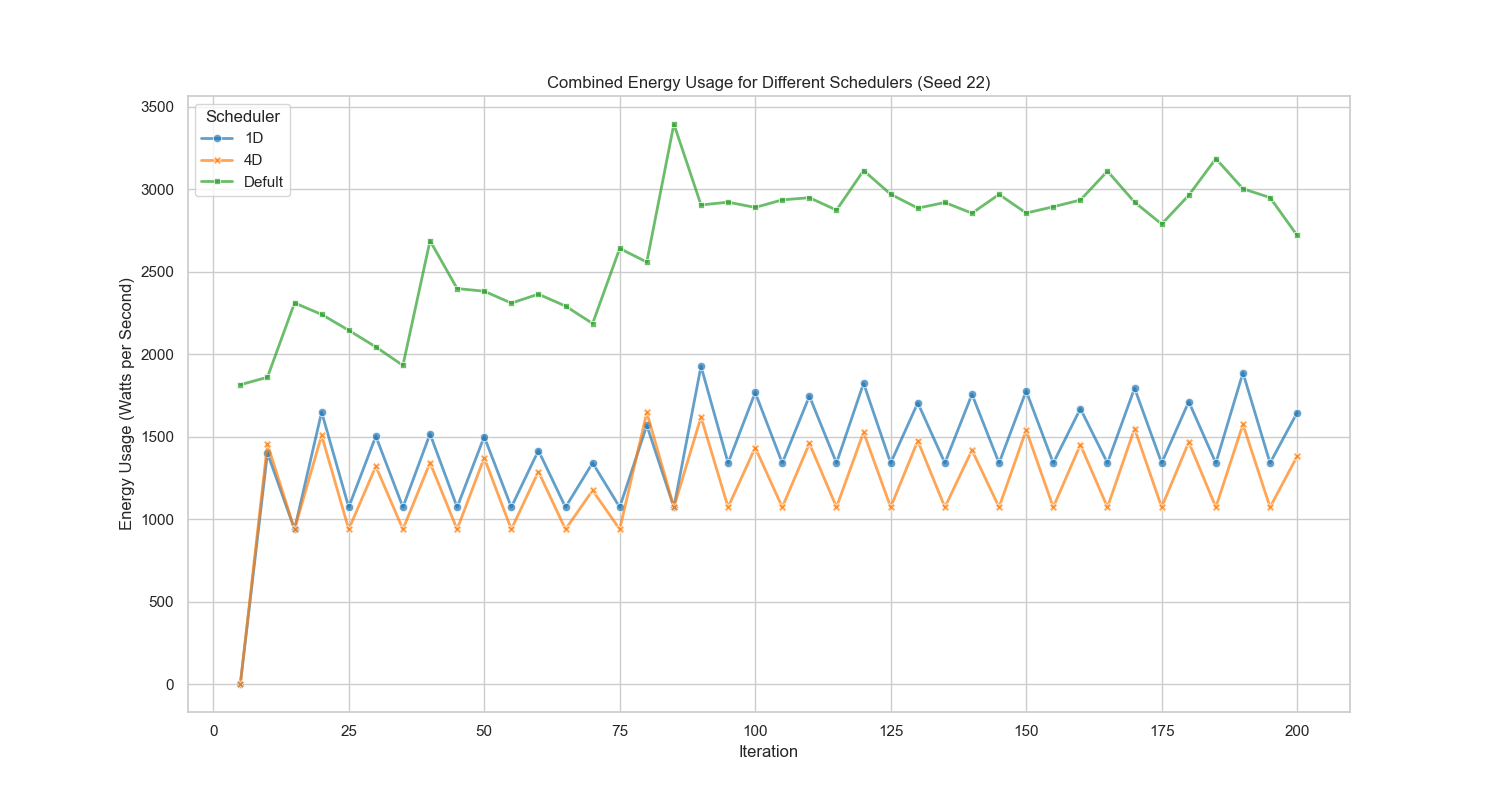 Combined Energy Usage for Different Schedulers (Seed 22)
Scheduler
1D
4D
Defult
Energy Usage (Watts per Second)
3500
3000
2500
2000
1500
1000
500
0
0 25 50 75 100 125 150 175 200
Iteration